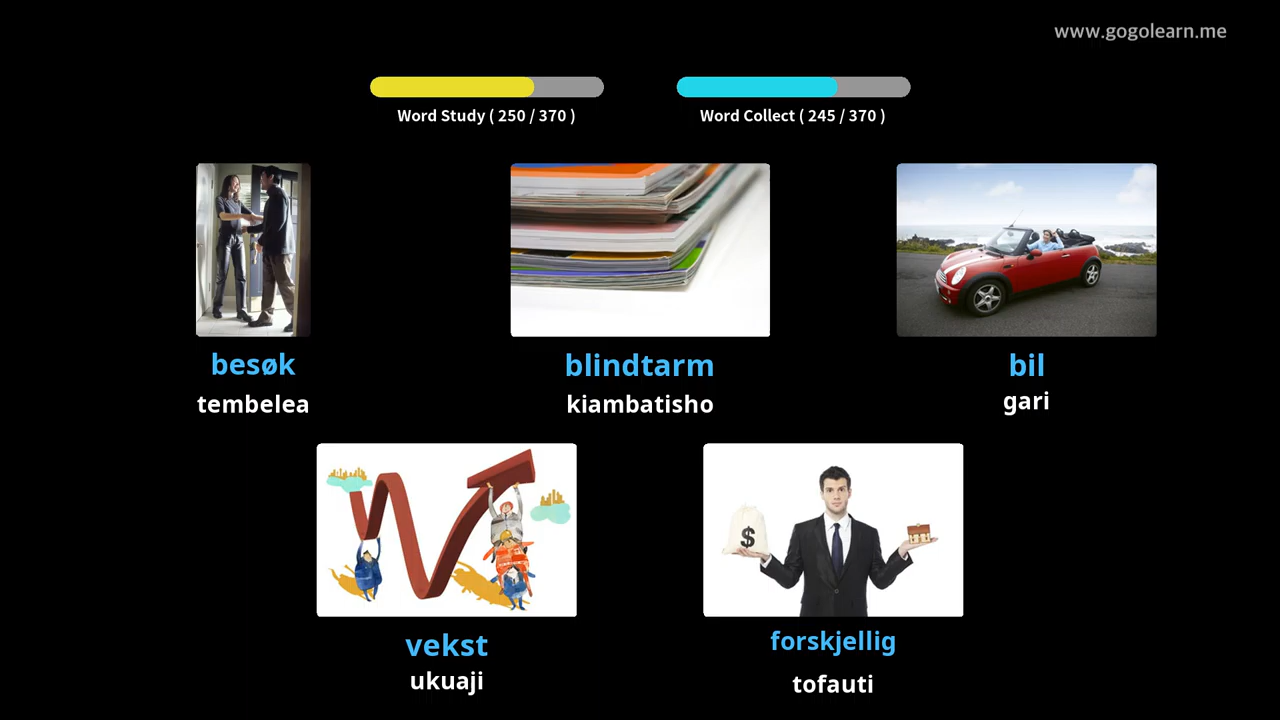 www.gogolearn.me
Word Study ( 250 / 370 )
Word Collect ( 245 / 370 )
besøk
tembelea
blindtarm
kiambatisho
bil
gari
$
vekst
ukuaji
forskjellig
tofauti